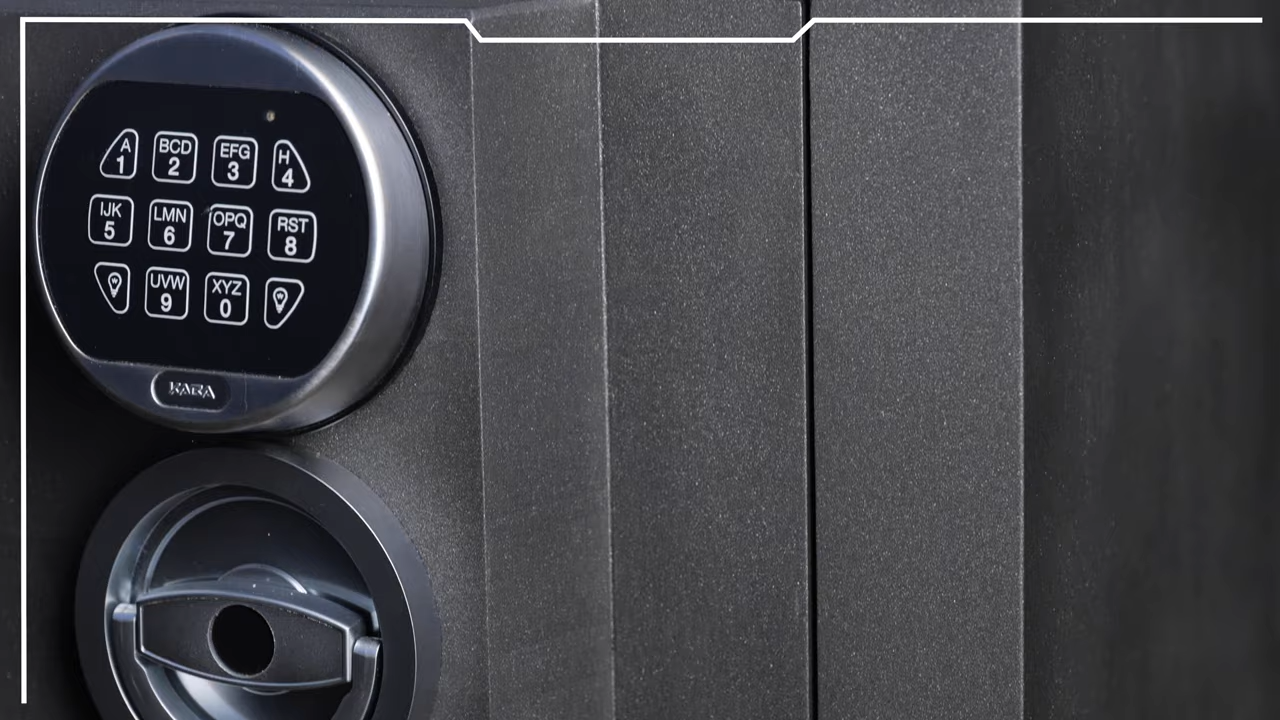 A BCD EFG H
1 2 3 4
IJK LMN OPQ RST
5 6 7 8
UVW XYZ
9 0
KABA